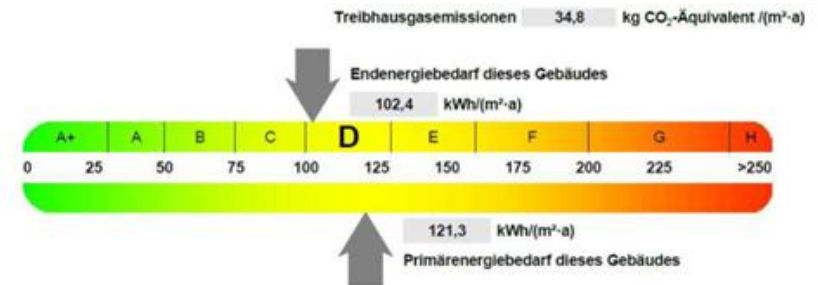 Treibhausgasemissionen 34,8 kg CO₂-Äquivalent /(m²·a)
Endenergiebedarf dieses Gebäudes
102,4 kWh/(m²·a)
A+ A B C D E F G H
0 25 50 75 100 125 150 175 200 225 >250
121,3 kWh/(m²·a)
Primärenergiebedarf dieses Gebäudes